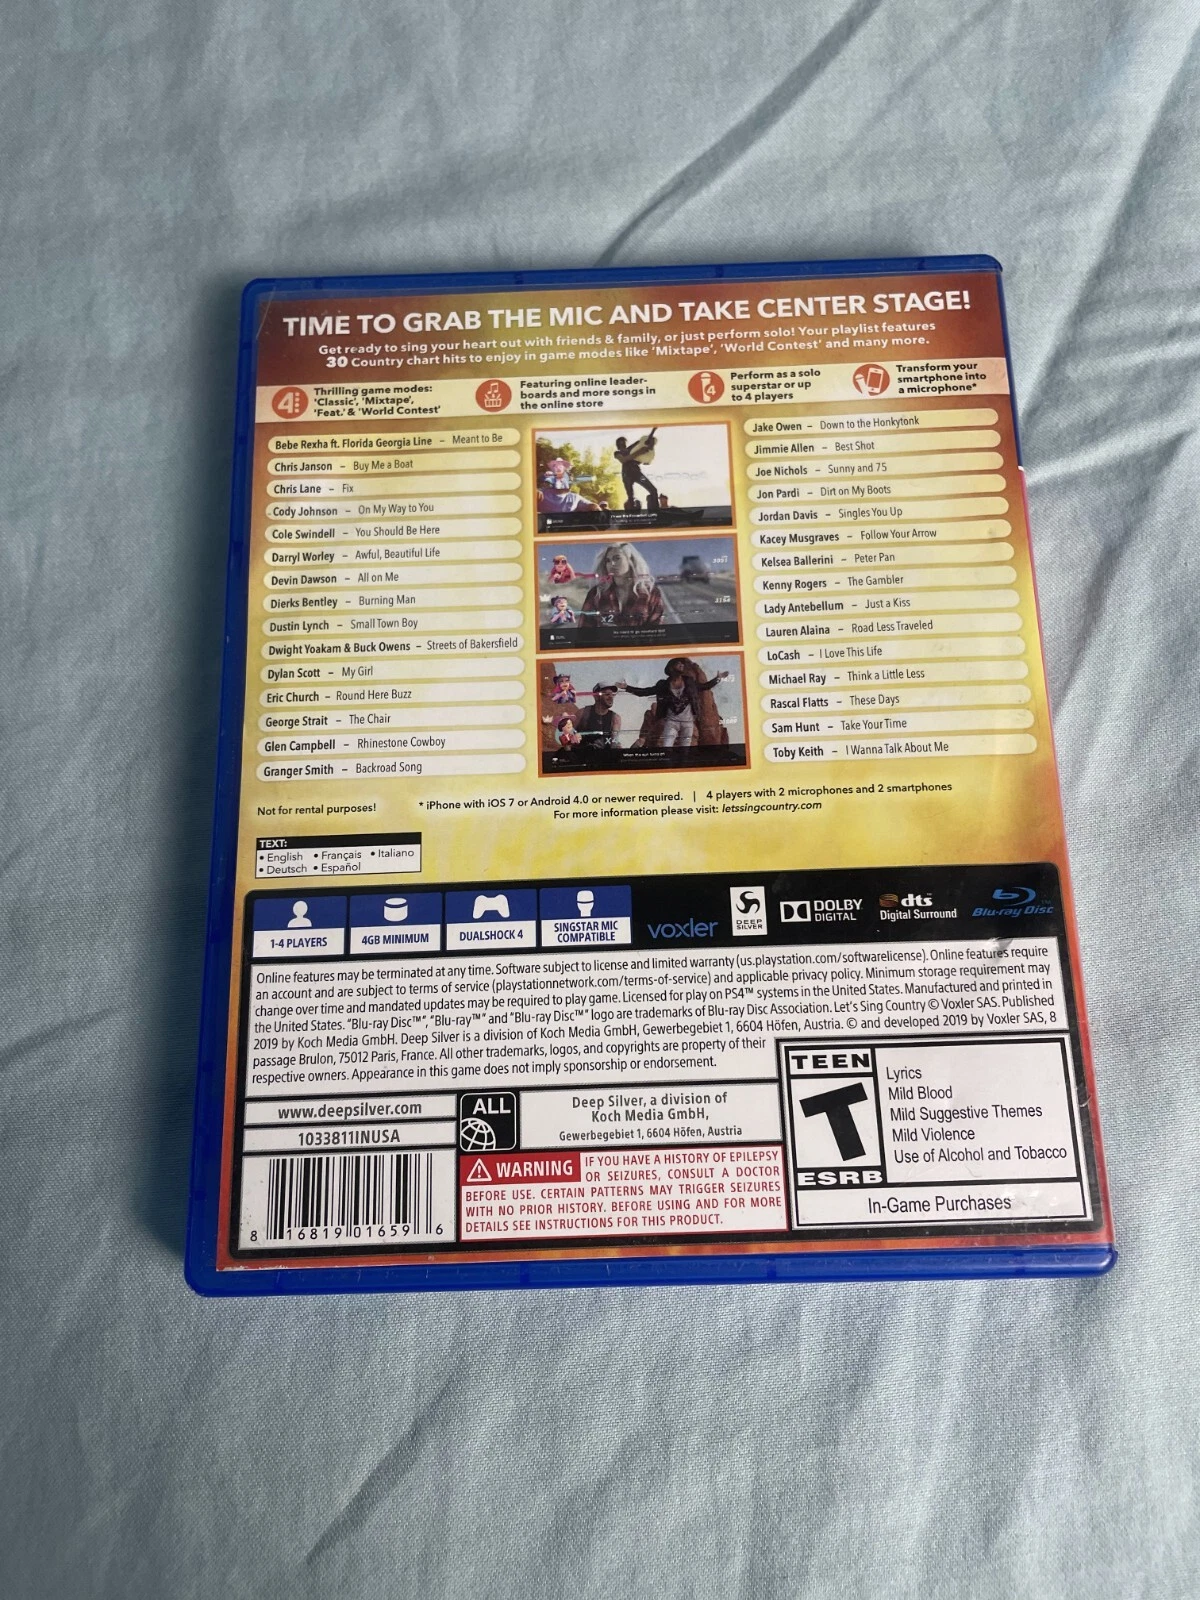 TIME TO GRAB THE MIC AND TAKE CENTER STAGE!
Get ready to sing your heart out with friends & family, or just perform solo! Your playlist features
30 Country chart hits to enjoy in game modes like 'Mixtape', 'World Contest' and many more.
4
Thrilling game modes:
'Classic', 'Mixtape',
'Feat.' & 'World Contest'
Featuring online leader-
boards and more songs in
the online store
4
Perform as a solo
superstar or up
to 4 players
Transform your
smartphone into
a microphone*
Bebe Rexha ft. Florida Georgia Line – Meant to Be
Chris Janson – Buy Me a Boat
Chris Lane – Fix
Cody Johnson – On My Way to You
Cole Swindell – You Should Be Here
Darryl Worley – Awful, Beautiful Life
Devin Dawson – All on Me
Dierks Bentley – Burning Man
Dustin Lynch – Small Town Boy
Dwight Yoakam & Buck Owens – Streets of Bakersfield
Dylan Scott – My Girl
Eric Church – Round Here Buzz
George Strait – The Chair
Glen Campbell – Rhinestone Cowboy
Granger Smith – Backroad Song
x2
Jake Owen – Down to the Honkytonk
Jimmie Allen – Best Shot
Joe Nichols – Sunny and 75
Jon Pardi – Dirt on My Boots
Jordan Davis – Singles You Up
Kacey Musgraves – Follow Your Arrow
Kelsea Ballerini – Peter Pan
Kenny Rogers – The Gambler
Lady Antebellum – Just a Kiss
Lauren Alaina – Road Less Traveled
LoCash – I Love This Life
Michael Ray – Think a Little Less
Rascal Flatts – These Days
Sam Hunt – Take Your Time
Toby Keith – I Wanna Talk About Me
Not for rental purposes!
* iPhone with iOS 7 or Android 4.0 or newer required. | 4 players with 2 microphones and 2 smartphones
For more information please visit: letssingcountry.com
TEXT:
• English • Français • Italiano
• Deutsch • Español
1-4 PLAYERS
4GB MINIMUM
DUALSHOCK 4
SINGSTAR MIC
COMPATIBLE
voxler
DEEP
SILVER
DOLBY
DIGITAL
dts
Digital Surround
Blu-ray Disc
Online features may be terminated at any time. Software subject to license and limited warranty (us.playstation.com/softwarelicense). Online features require
an account and are subject to terms of service (playstationnetwork.com/terms-of-service) and applicable privacy policy. Minimum storage requirement may
change over time and mandated updates may be required to play game. Licensed for play on PS4™ systems in the United States. Manufactured and printed in
the United States. "Blu-ray Disc™", "Blu-ray™" and "Blu-ray Disc™" logo are trademarks of Blu-ray Disc Association. Let's Sing Country © Voxler SAS. Published
2019 by Koch Media GmbH. Deep Silver is a division of Koch Media GmbH, Gewerbegebiet 1, 6604 Höfen, Austria. © and developed 2019 by Voxler SAS, 8
passage Brulon, 75012 Paris, France. All other trademarks, logos, and copyrights are property of their
respective owners. Appearance in this game does not imply sponsorship or endorsement.
www.deepsilver.com
1033811INUSA
8 16819 01659 6
ALL
Deep Silver, a division of
Koch Media GmbH,
Gewerbegebiet 1, 6604 Höfen, Austria
WARNING IF YOU HAVE A HISTORY OF EPILEPSY
OR SEIZURES, CONSULT A DOCTOR
BEFORE USE. CERTAIN PATTERNS MAY TRIGGER SEIZURES
WITH NO PRIOR HISTORY. BEFORE USING AND FOR MORE
DETAILS SEE INSTRUCTIONS FOR THIS PRODUCT.
TEEN
T
ESRB
Lyrics
Mild Blood
Mild Suggestive Themes
Mild Violence
Use of Alcohol and Tobacco
In-Game Purchases